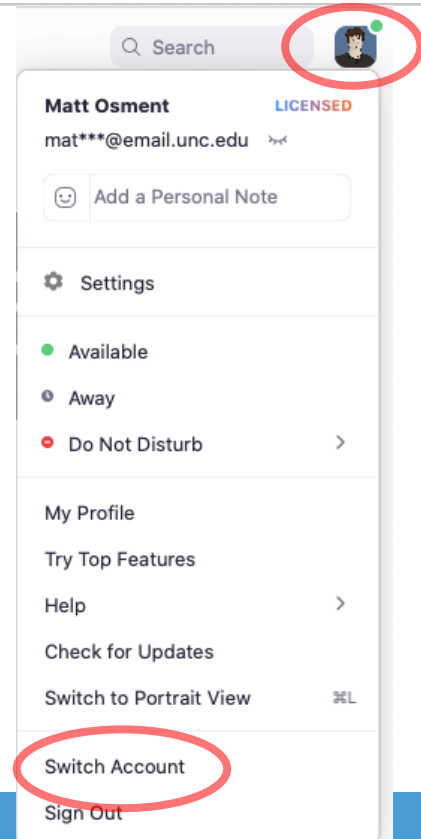 Search
Matt Osment LICENSED
mat***@email.unc.edu
Add a Personal Note
Settings
Available
Away
Do Not Disturb
My Profile
Try Top Features
Help
Check for Updates
Switch to Portrait View ⌘L
Switch Account
Sign Out